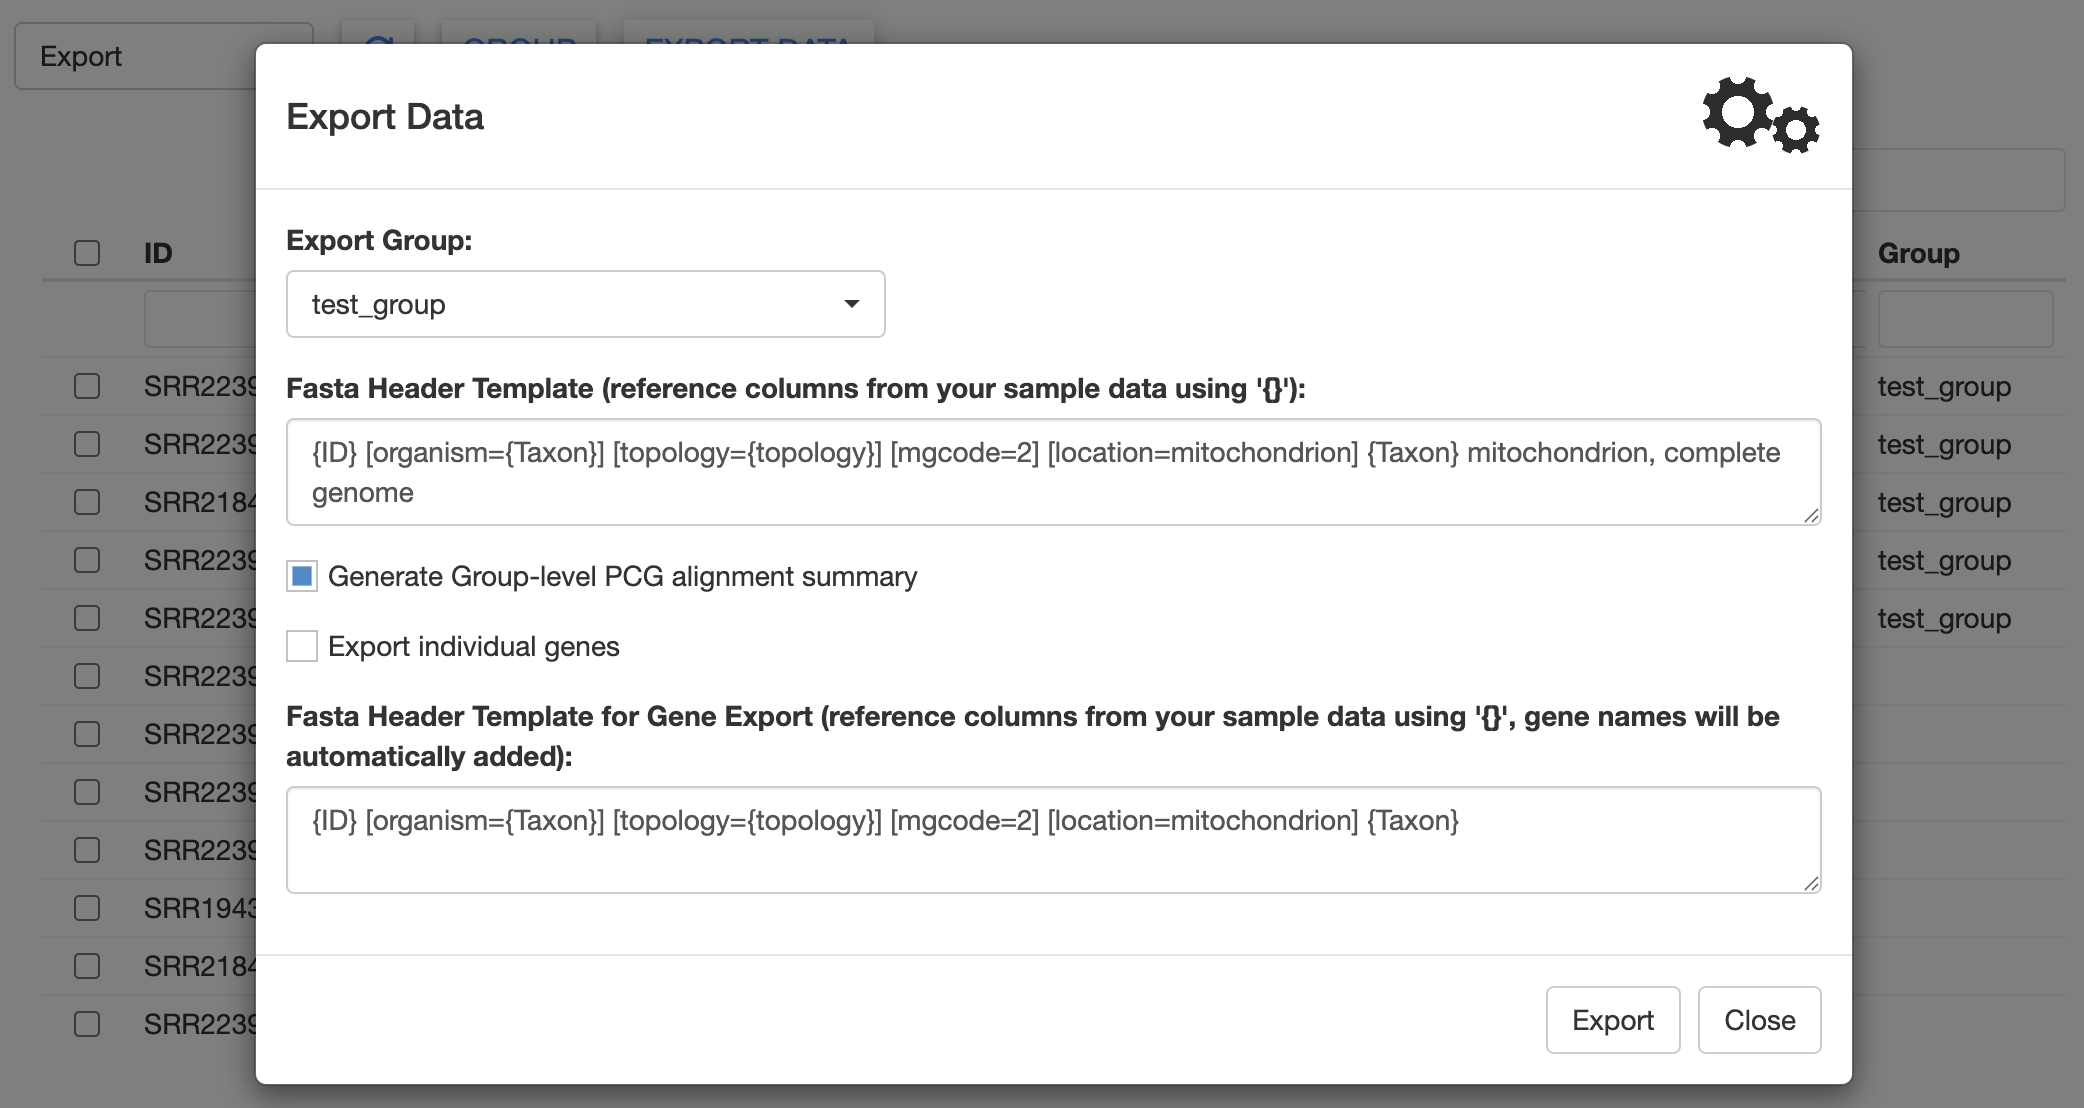 Export
GROUP
EXPORT DATA
Export Data
Export Group:
test_group
Fasta Header Template (reference columns from your sample data using '{}'):
{ID} [organism={Taxon}] [topology={topology}] [mgcode=2] [location=mitochondrion] {Taxon} mitochondrion, complete
genome
Generate Group-level PCG alignment summary
Export individual genes
Fasta Header Template for Gene Export (reference columns from your sample data using '{}', gene names will be
automatically added):
{ID} [organism={Taxon}] [topology={topology}] [mgcode=2] [location=mitochondrion] {Taxon}
Export
Close
ID
Group
SRR2239
test_group
SRR2239
test_group
SRR2184
test_group
SRR2239
test_group
SRR2239
test_group
SRR2239
SRR2239
SRR2239
SRR2239
SRR1943
SRR2184
SRR2239